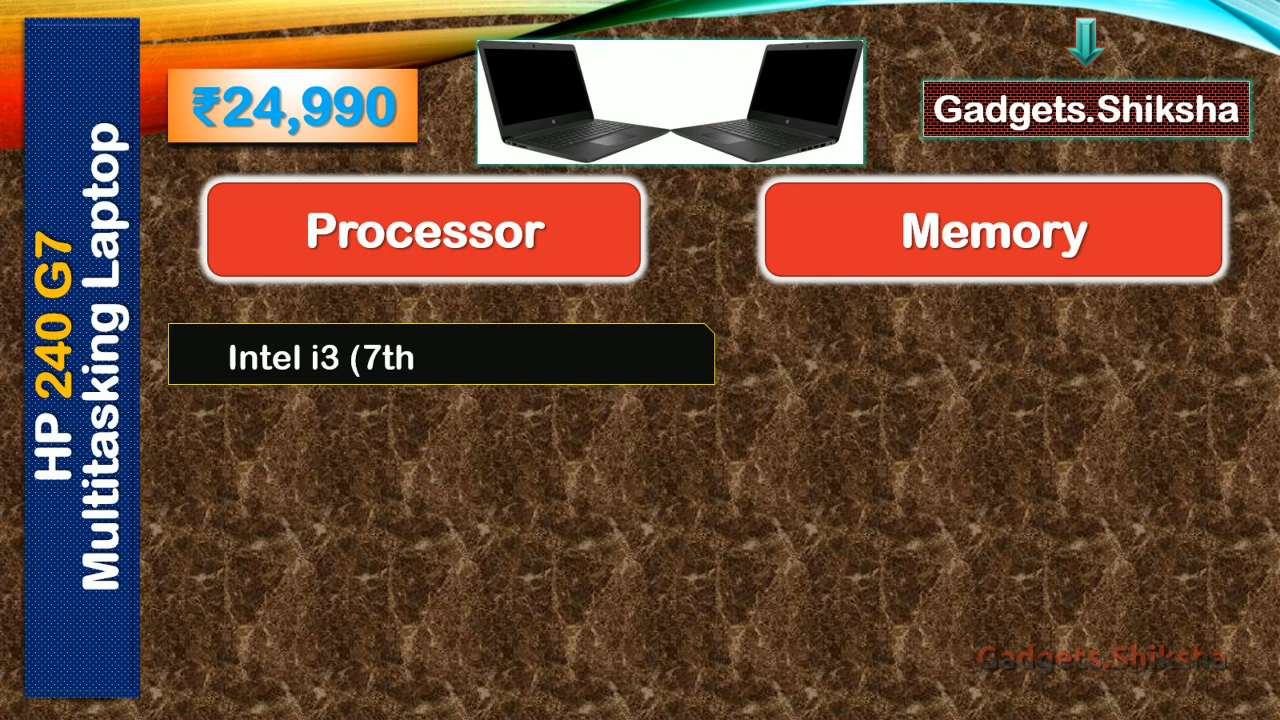 HP 240 G7
Multitasking Laptop
₹24,990
Gadgets.Shiksha
Processor
Memory
Intel i3 (7th
Gadgets.Shiksha